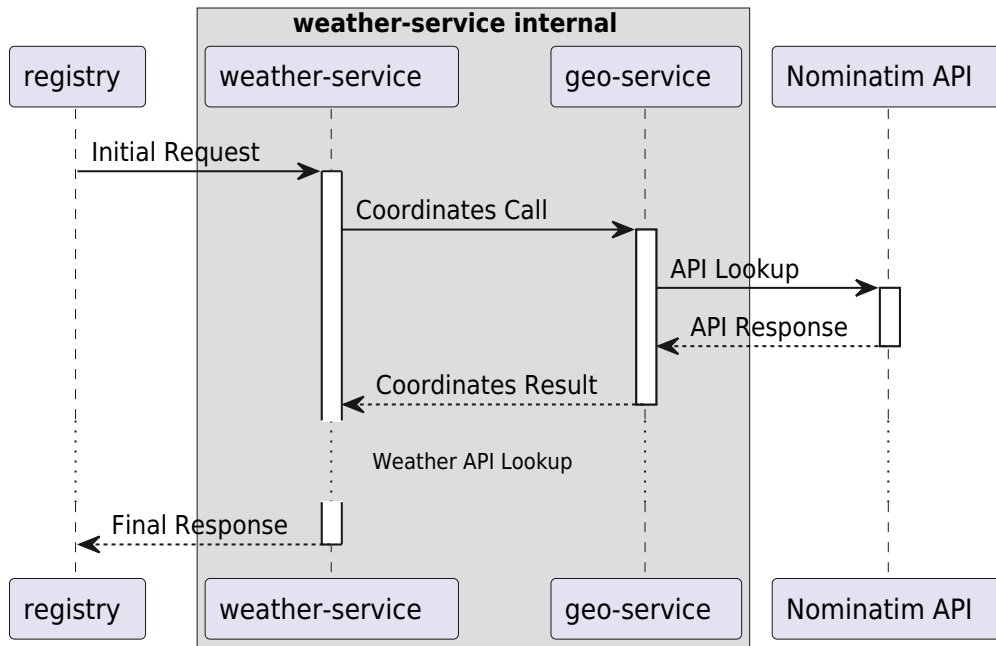 weather-service internal
registry
weather-service
geo-service
Nominatim API
Initial Request
Coordinates Call
API Lookup
API Response
Coordinates Result
Weather API Lookup
Final Response
registry
weather-service
geo-service
Nominatim API